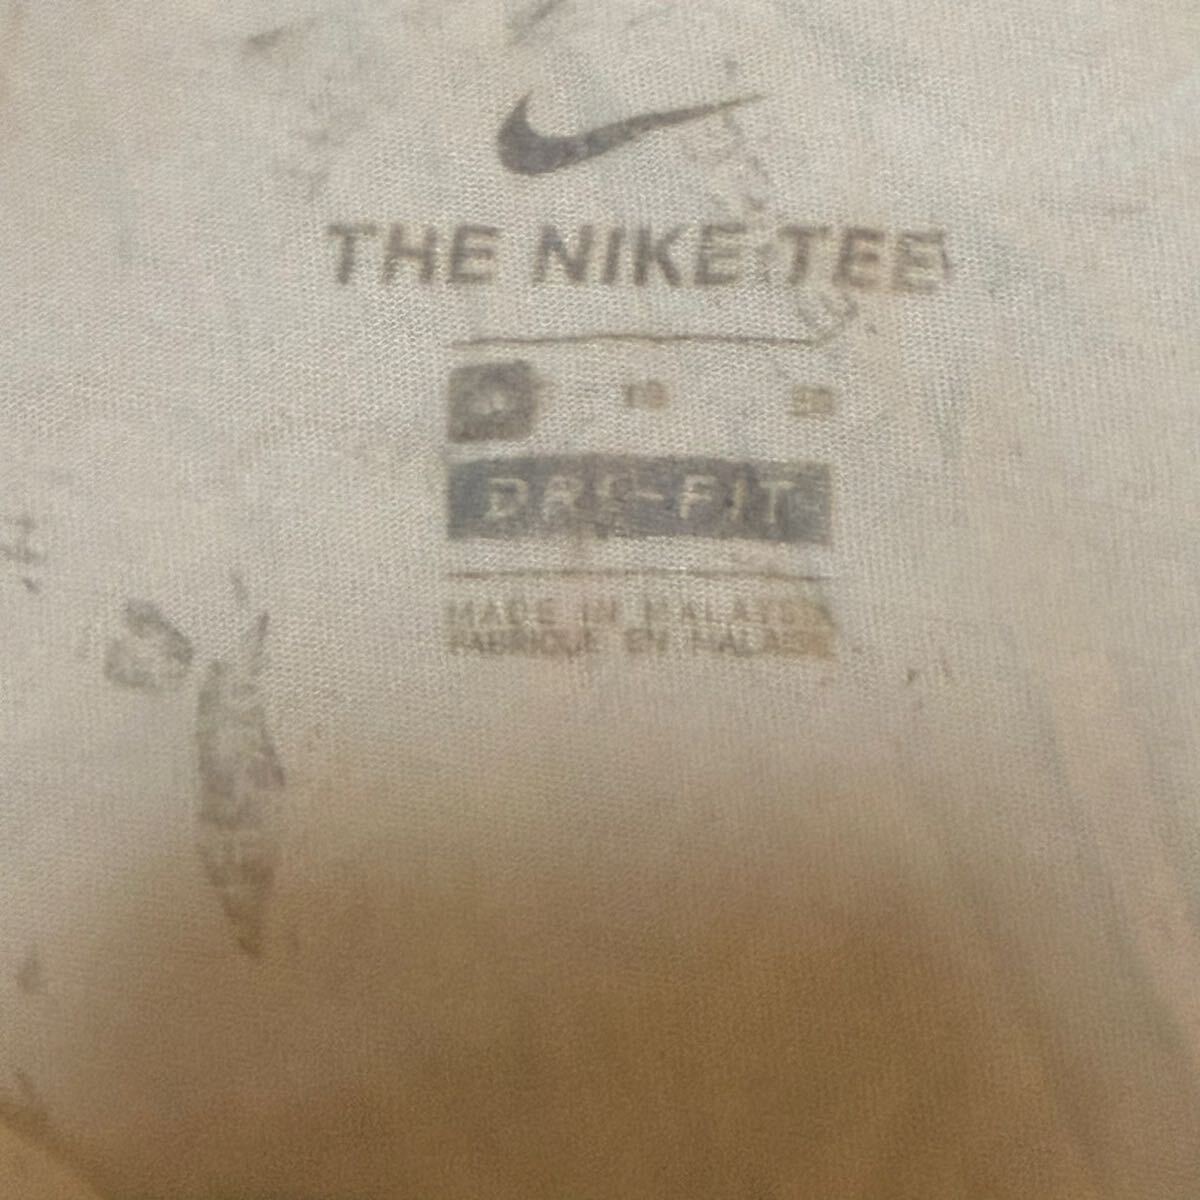 THE NIKE TEE
DRI-FIT
MADE IN MALAYSIA
FABRIQUE EN MALAISIE